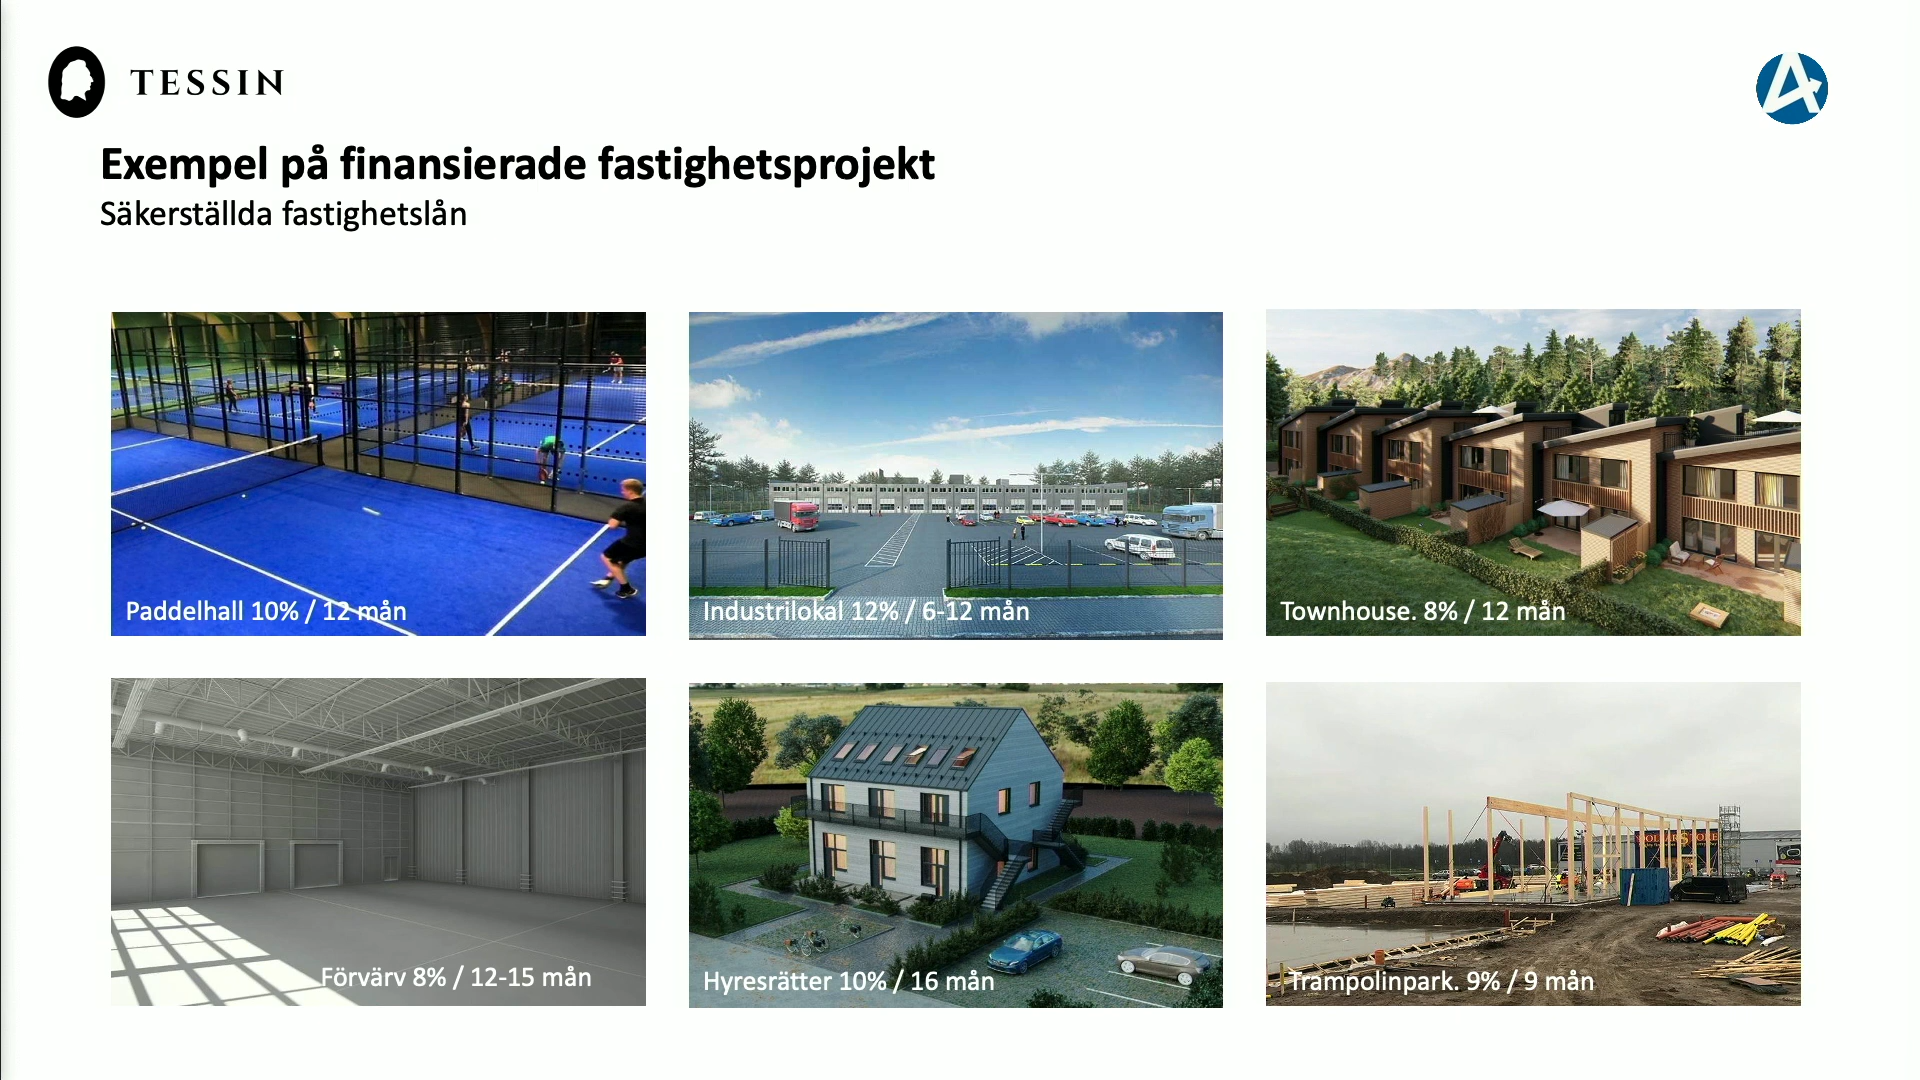 TESSIN
Exempel på finansierade fastighetsprojekt
Säkerställda fastighetslån
Paddelhall 10% / 12 mån
Industrilokal 12% / 6-12 mån
Townhouse. 8% / 12 mån
Förvärv 8% / 12-15 mån
Hyresrätter 10% / 16 mån
Trampolinpark. 9% / 9 mån